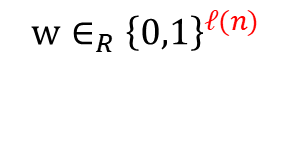 w ∈_R {0,1}^{ℓ(n)}